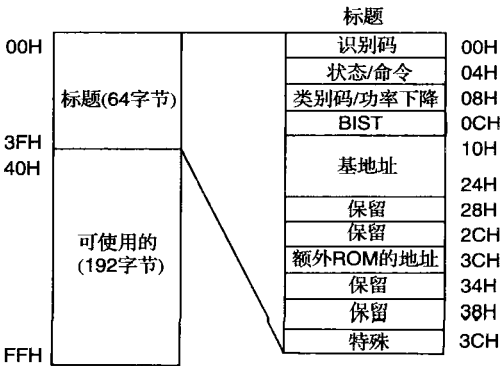 标题
00H
标题(64字节)
3FH
40H
可使用的
(192字节)
FFH
识别码 00H
状态/命令 04H
类别码/功率下降 08H
BIST 0CH
10H
基地址
24H
保留 28H
保留 2CH
额外ROM的地址 3CH
保留 34H
保留 38H
特殊 3CH